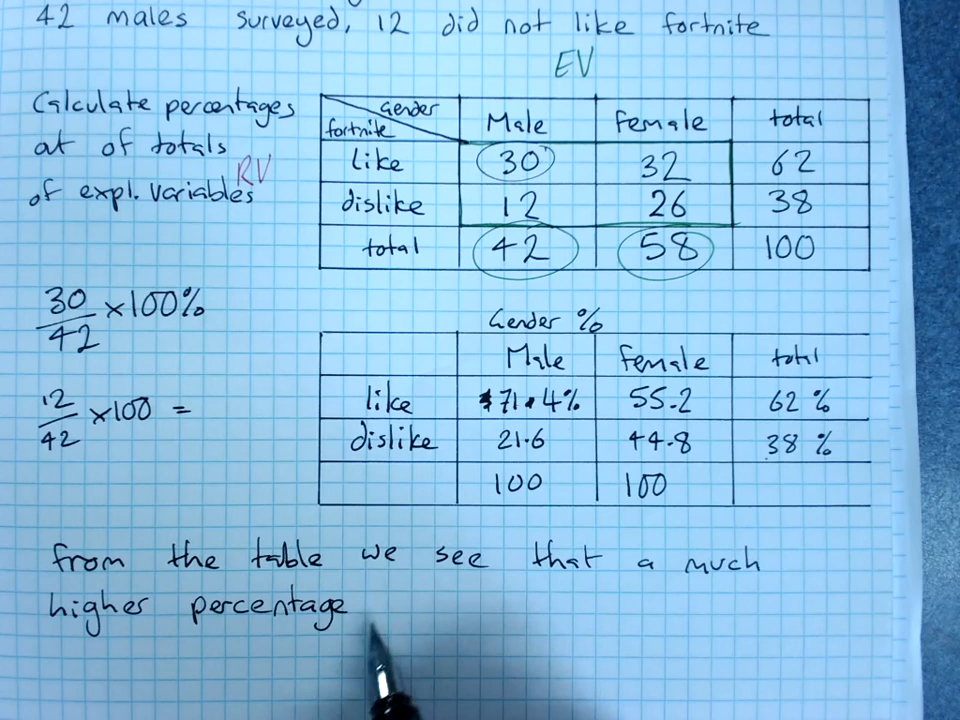 42 males surveyed, 12 did not like fortnite
EV
Calculate percentages
at of totals
RV
of expl. variables
Gender
fortnite
Male
female
total
like
30
32
62
dislike
12
26
38
total
42
58
100
30/42 ×100%
12/42 ×100 =
Gender %
Male
female
total
like
71.4%
55.2
62 %
dislike
21.6
44.8
38 %
100
100
from the table we see that a much
higher percentage